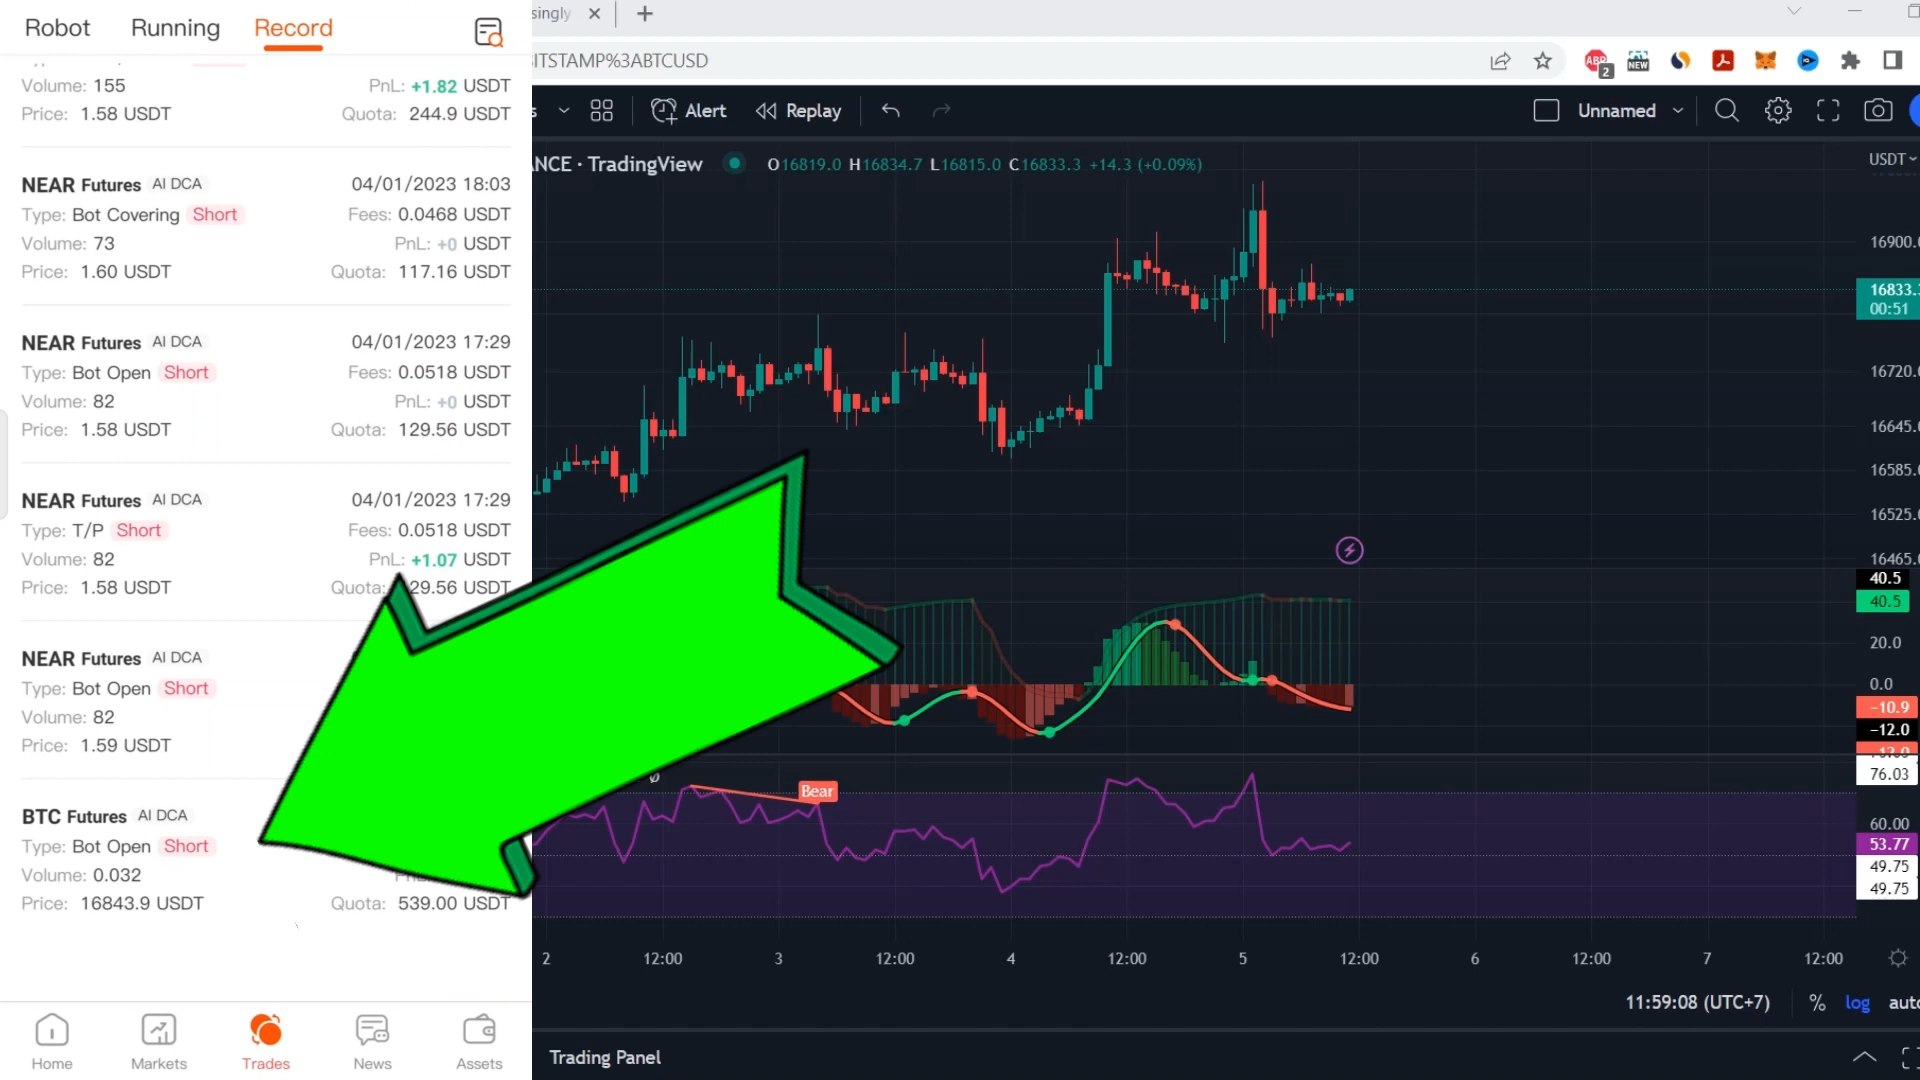 Robot Running Record
Volume: 155 PnL: +1.82 USDT
Price: 1.58 USDT Quota: 244.9 USDT
NEAR Futures AI DCA 04/01/2023 18:03
Type: Bot Covering Short Fees: 0.0468 USDT
Volume: 73 PnL: +0 USDT
Price: 1.60 USDT Quota: 117.16 USDT
NEAR Futures AI DCA 04/01/2023 17:29
Type: Bot Open Short Fees: 0.0518 USDT
Volume: 82 PnL: +0 USDT
Price: 1.58 USDT Quota: 129.56 USDT
NEAR Futures AI DCA 04/01/2023 17:29
Type: T/P Short Fees: 0.0518 USDT
Volume: 82 PnL: +1.07 USDT
Price: 1.58 USDT Quota: 29.56 USDT
NEAR Futures AI DCA
Type: Bot Open Short
Volume: 82
Price: 1.59 USDT
BTC Futures AI DCA
Type: Bot Open Short
Volume: 0.032
Price: 16843.9 USDT Quota: 539.00 USDT
Home Markets Trades News Assets
singly
ITSTAMP%3ABTCUSD
ABP 2 NEW
s Alert Replay Unnamed
NCE · TradingView O16819.0 H16834.7 L16815.0 C16833.3 +14.3 (+0.09%)
USDT
16900.
16833.
00:51
16720.
16645.
16585.
16525.
16465.
40.5
40.5
20.0
0.0
−10.9
−12.0
76.03
Bear
60.00
53.77
49.75
49.75
2 12:00 3 12:00 4 12:00 5 12:00 6 12:00 7 12:00
11:59:08 (UTC+7) % log auto
Trading Panel